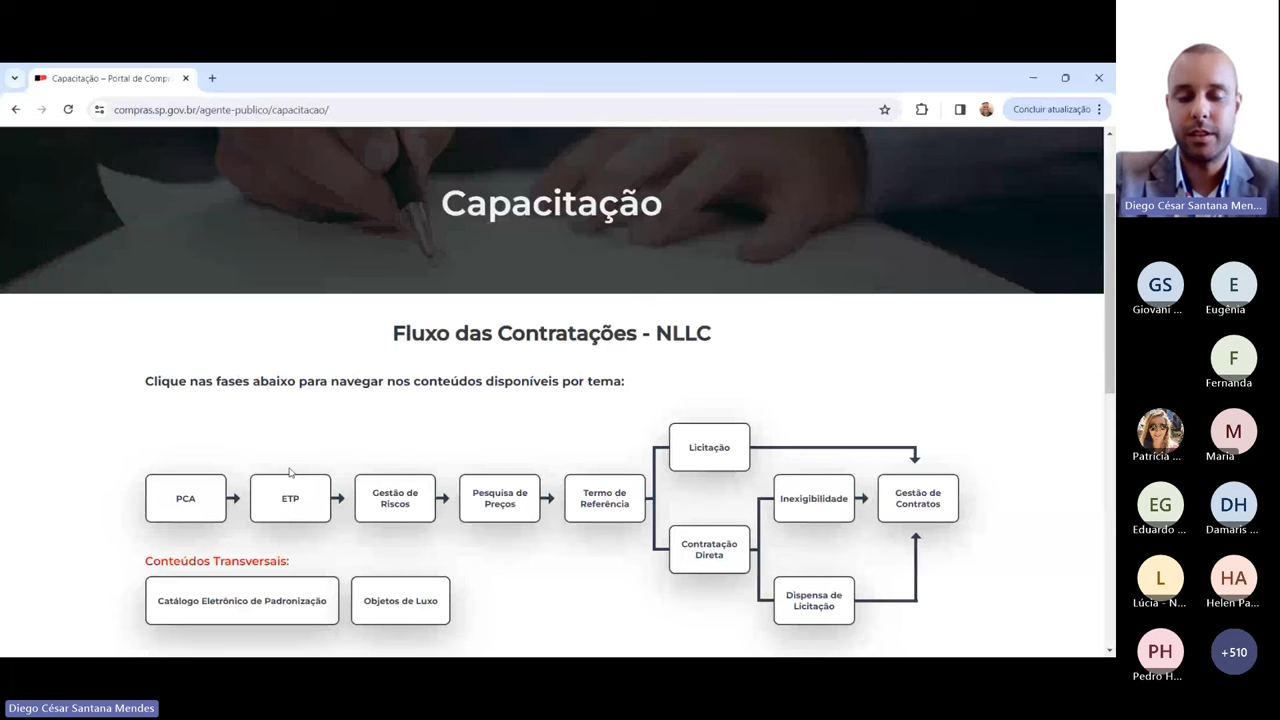 Capacitação – Portal de Compr
compras.sp.gov.br/agente-publico/capacitacao/
Concluir atualização
Capacitação
Fluxo das Contratações - NLLC
Clique nas fases abaixo para navegar nos conteúdos disponíveis por tema:
PCA
ETP
Gestão de
Riscos
Pesquisa de
Preços
Termo de
Referência
Licitação
Contratação
Direta
Inexigibilidade
Dispensa de
Licitação
Gestão de
Contratos
Conteúdos Transversais:
Catálogo Eletrônico de Padronização
Objetos de Luxo
Diego César Santana Men...
GS
Giovani ...
E
Eugênia
F
Fernanda
Patrícia ...
M
Maria
EG
Eduardo ...
DH
Damaris ...
L
Lúcia - N...
HA
Helen Pa...
PH
Pedro H...
+510
Diego César Santana Mendes